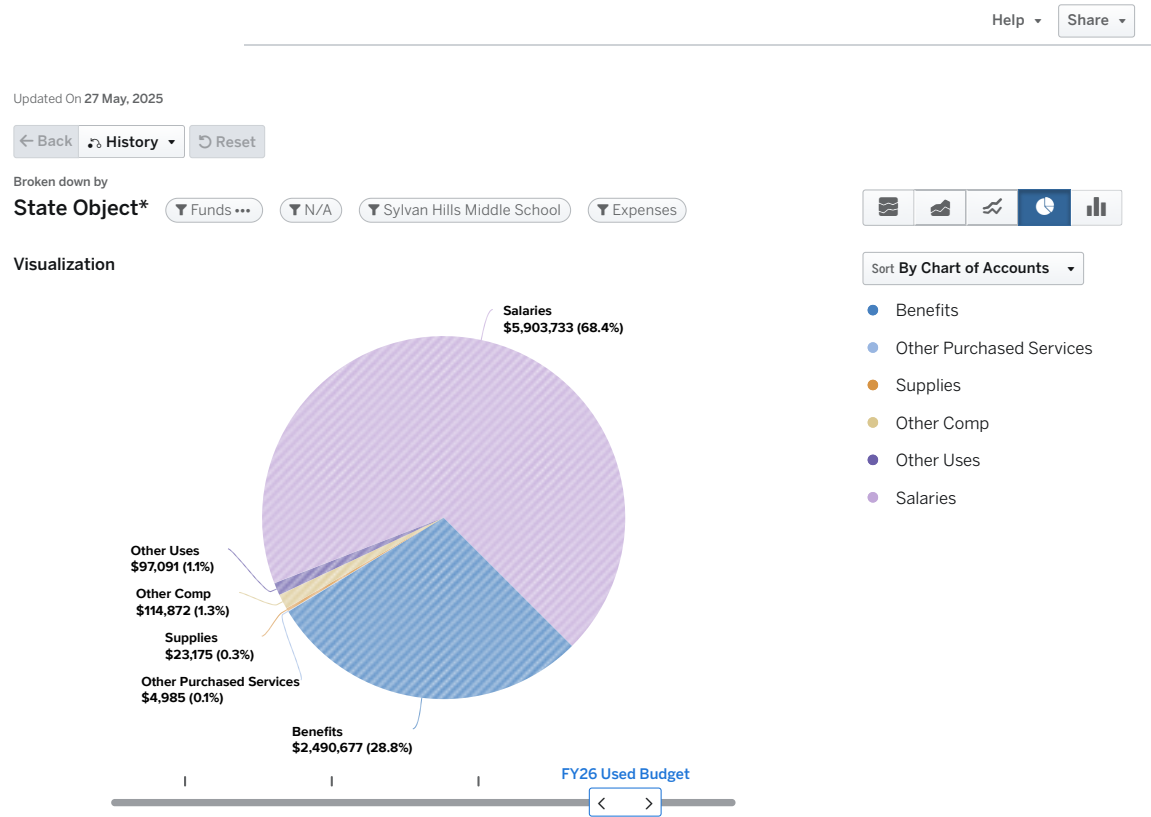 Help
Share
Updated On 27 May, 2025
Back
History
Reset
Broken down by
State Object*
Funds •••
N/A
Sylvan Hills Middle School
Expenses
Visualization
Sort By Chart of Accounts
Benefits
Other Purchased Services
Supplies
Other Comp
Other Uses
Salaries
Salaries
$5,903,733 (68.4%)
Other Uses
$97,091 (1.1%)
Other Comp
$114,872 (1.3%)
Supplies
$23,175 (0.3%)
Other Purchased Services
$4,985 (0.1%)
Benefits
$2,490,677 (28.8%)
FY26 Used Budget